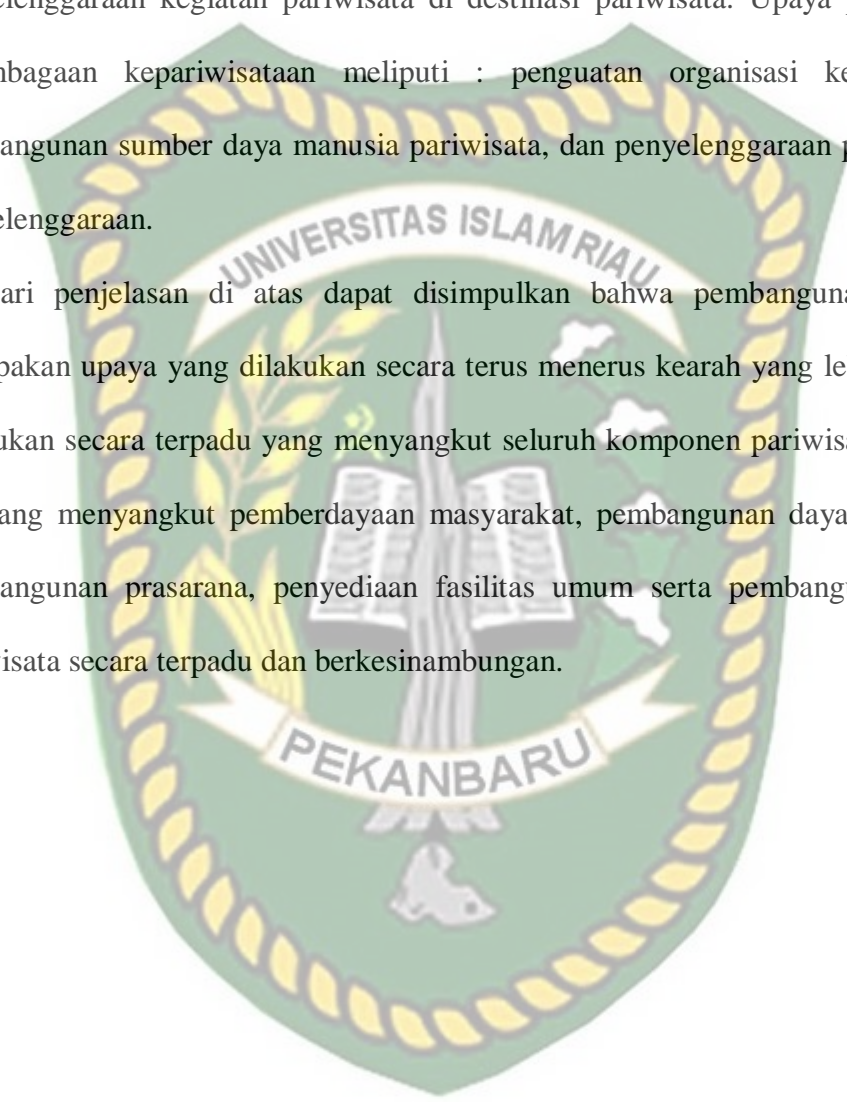 elenggaraan kegiatan pariwisata di destinasi pariwisata. Upaya p
mbagaan kepariwisataan meliputi : penguatan organisasi ke
angunan sumber daya manusia pariwisata, dan penyelenggaraan p
elenggaraan.
UNIVERSITAS ISLAM RIAU
ari penjelasan di atas dapat disimpulkan bahwa pembanguna
pakan upaya yang dilakukan secara terus menerus kearah yang le
ukan secara terpadu yang menyangkut seluruh komponen pariwisa
ang menyangkut pemberdayaan masyarakat, pembangunan daya
angunan prasarana, penyediaan fasilitas umum serta pembangu
isata secara terpadu dan berkesinambungan.
PEKANBARU